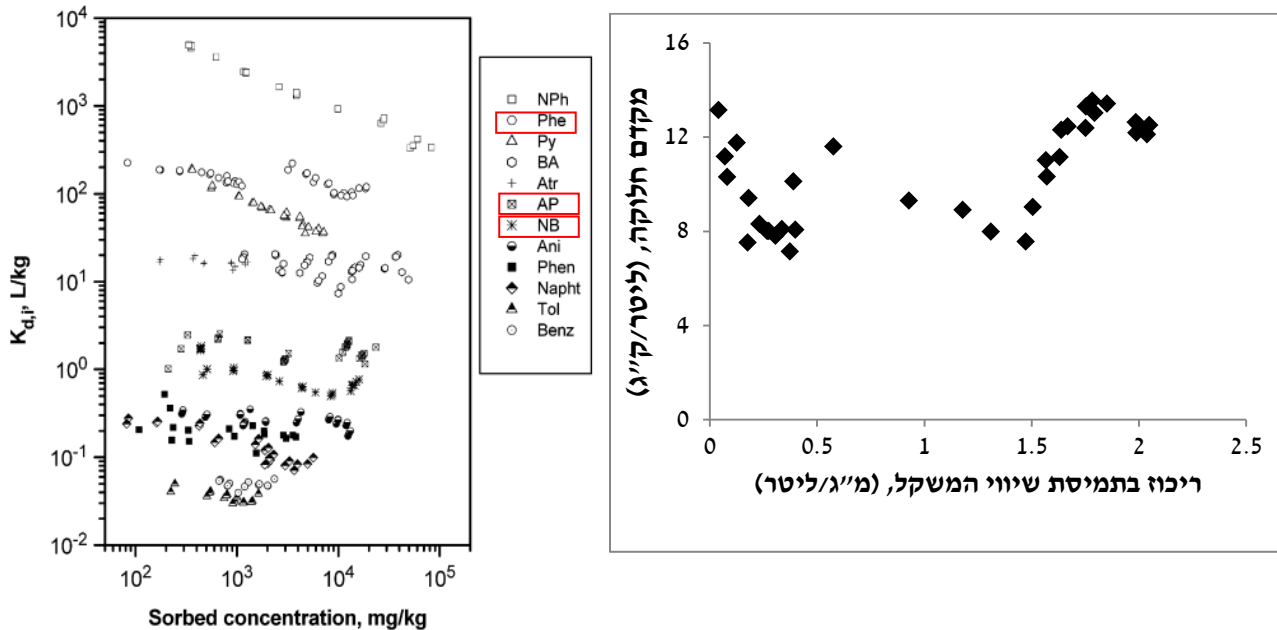 10⁴
10³
10²
10¹
10⁰
10⁻¹
10⁻²
K_d,i, L/kg
10² 10³ 10⁴ 10⁵
Sorbed concentration, mg/kg
NPh
Phe
Py
BA
Atr
AP
NB
Ani
Phen
Napht
Tol
Benz
16
12
8
4
0
מקדם חלוקה, (ליטר/ק״ג)
0 0.5 1 1.5 2 2.5
ריכוז בתמיסת שיווי המשקל, (מ״ג/ליטר)